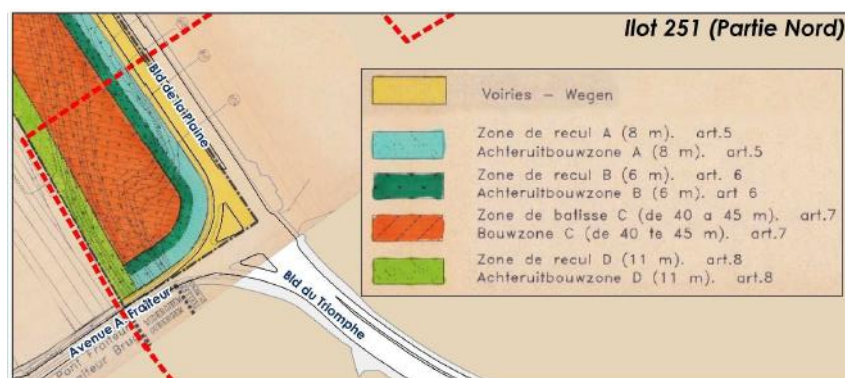 Ilot 251 (Partie Nord)
Voiries - Wegen
Zone de recul A (8 m). art.5
Achteruitbouwzone A (8 m). art.5
Zone de recul B (6 m). art. 6
Achteruitbouwzone B (6 m). art 6
Zone de batisse C (de 40 a 45 m). art.7
Bouwzone C (de 40 te 45 m). art.7
Zone de recul D (11 m). art.8
Achteruitbouwzone D (11 m). art.8
Bld de la Plaine
Bld du Triomphe
Avenue A. Fraiteur
Pont Fraiteur